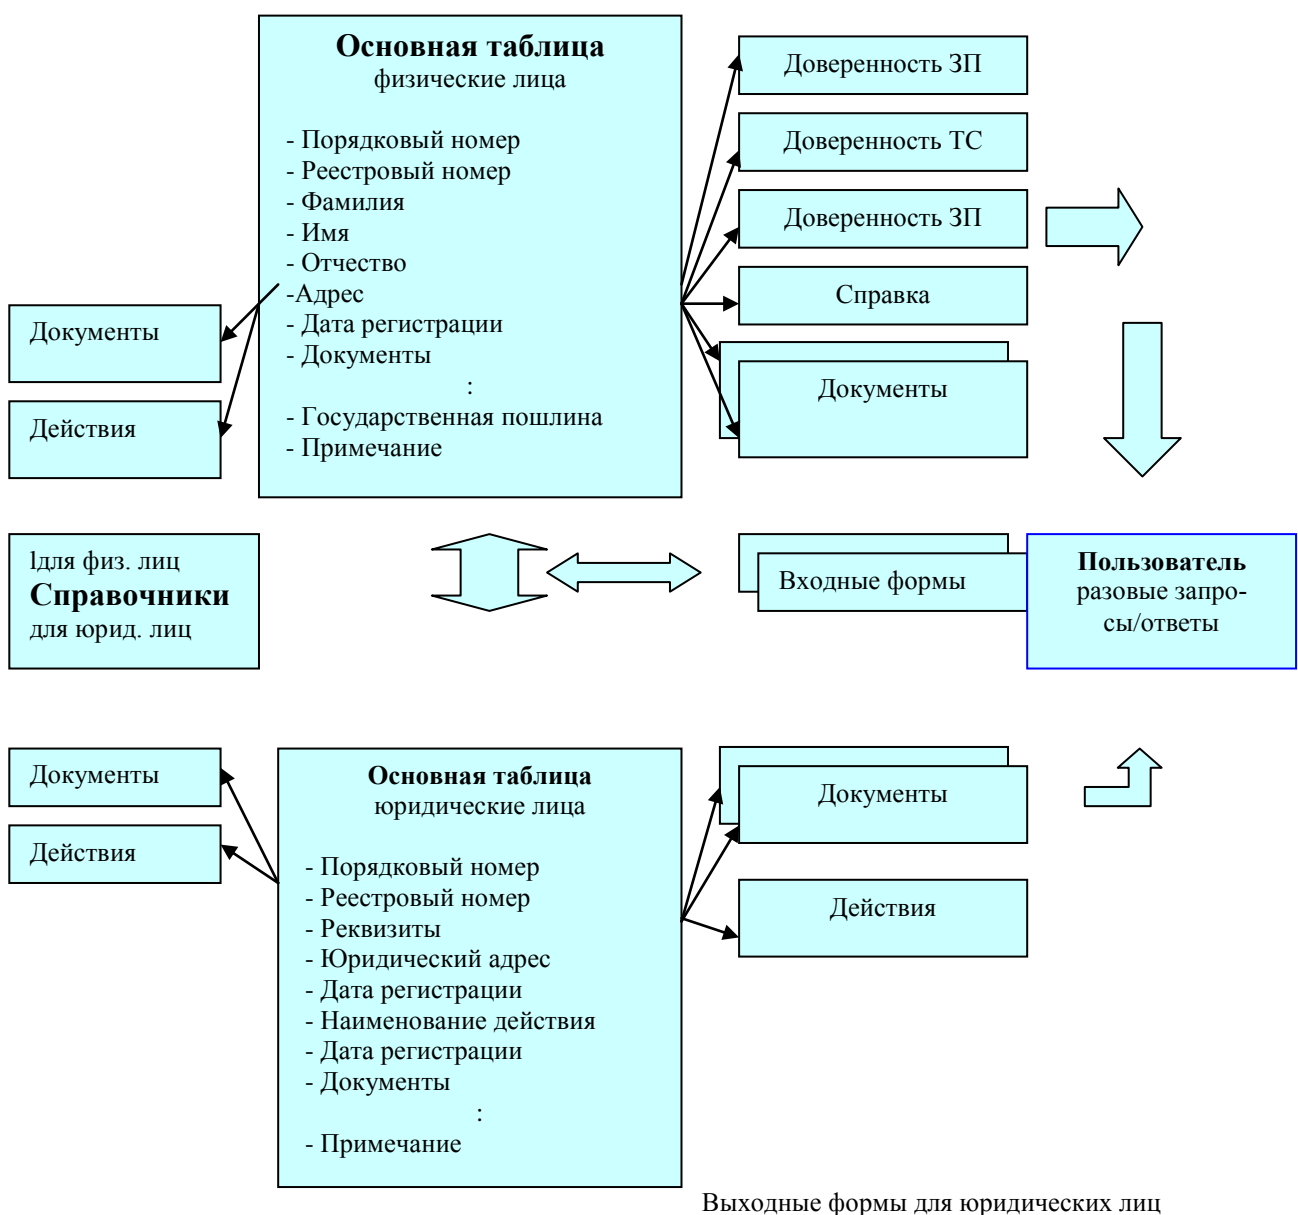 Основная таблица
физические лица
- Порядковый номер
- Реестровый номер
- Фамилия
- Имя
- Отчество
-Адрес
- Дата регистрации
- Документы
:
- Государственная пошлина
- Примечание
Документы
Действия
Доверенность ЗП
Доверенность ТС
Доверенность ЗП
Справка
Документы
lдля физ. лиц
Справочники
для юрид. лиц
Входные формы
Пользователь
разовые запро-
сы/ответы
Документы
Действия
Основная таблица
юридические лица
- Порядковый номер
- Реестровый номер
- Реквизиты
- Юридический адрес
- Дата регистрации
- Наименование действия
- Дата регистрации
- Документы
:
- Примечание
Документы
Действия
Выходные формы для юридических лиц